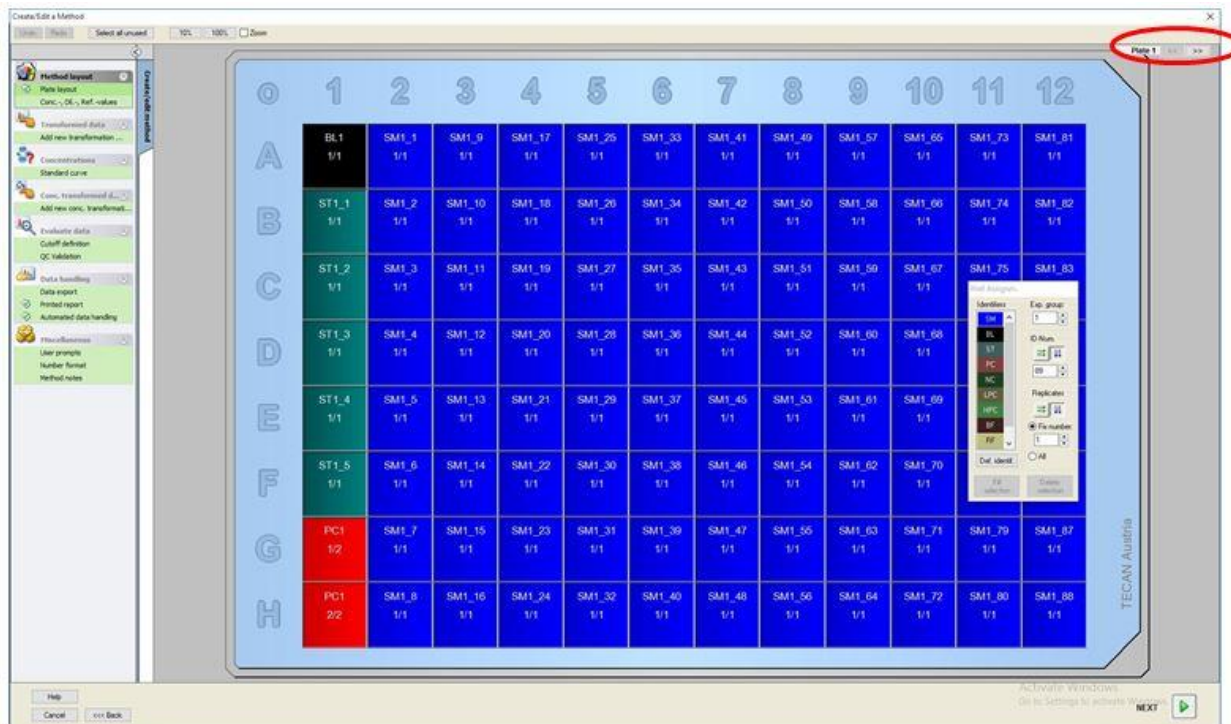 Create/Edit a Method
Undo Redo Select all unused 10% 100% Zoom
Plate 1 << >>
Create/edit method
Method layout
Plate layout
Conc.-, Dil.-, Ref.-values
Transformed data
Add new transformation ...
Concentrations
Standard curve
Conc. transformed d...
Add new conc. transformati...
Evaluate data
Cutoff definition
QC Validation
Data handling
Data export
Printed report
Automated data handling
Miscellaneous
User prompts
Number format
Method notes
1 2 3 4 5 6 7 8 9 10 11 12
A
BL1 SM1_1 SM1_9 SM1_17 SM1_25 SM1_33 SM1_41 SM1_49 SM1_57 SM1_65 SM1_73 SM1_81
1/1 1/1 1/1 1/1 1/1 1/1 1/1 1/1 1/1 1/1 1/1 1/1
B
ST1_1 SM1_2 SM1_10 SM1_18 SM1_26 SM1_34 SM1_42 SM1_50 SM1_58 SM1_66 SM1_74 SM1_82
1/1 1/1 1/1 1/1 1/1 1/1 1/1 1/1 1/1 1/1 1/1 1/1
C
ST1_2 SM1_3 SM1_11 SM1_19 SM1_27 SM1_35 SM1_43 SM1_51 SM1_59 SM1_67 SM1_75 SM1_83
1/1 1/1 1/1 1/1 1/1 1/1 1/1 1/1 1/1 1/1
D
ST1_3 SM1_4 SM1_12 SM1_20 SM1_28 SM1_36 SM1_44 SM1_52 SM1_60 SM1_68
1/1 1/1 1/1 1/1 1/1 1/1 1/1 1/1 1/1 1/1
E
ST1_4 SM1_5 SM1_13 SM1_21 SM1_29 SM1_37 SM1_45 SM1_53 SM1_61 SM1_69
1/1 1/1 1/1 1/1 1/1 1/1 1/1 1/1 1/1 1/1
F
ST1_5 SM1_6 SM1_14 SM1_22 SM1_30 SM1_38 SM1_46 SM1_54 SM1_62 SM1_70
1/1 1/1 1/1 1/1 1/1 1/1 1/1 1/1 1/1 1/1
G
PC1 SM1_7 SM1_15 SM1_23 SM1_31 SM1_39 SM1_47 SM1_55 SM1_63 SM1_71 SM1_79 SM1_87
1/2 1/1 1/1 1/1 1/1 1/1 1/1 1/1 1/1 1/1 1/1 1/1
H
PC1 SM1_8 SM1_16 SM1_24 SM1_32 SM1_40 SM1_48 SM1_56 SM1_64 SM1_72 SM1_80 SM1_88
2/2 1/1 1/1 1/1 1/1 1/1 1/1 1/1 1/1 1/1 1/1 1/1
Identifiers
SM
BL
ST
PC
NC
LPC
HPC
BF
RF
Def. identif.
Fill selection
Exp. group:
1
ID-Num.
89
Replicates
Fix number:
1
All
Delete selection
TECAN Austria
Activate Windows
Go to Settings to activate Windows.
Help
Cancel <<< Back
NEXT